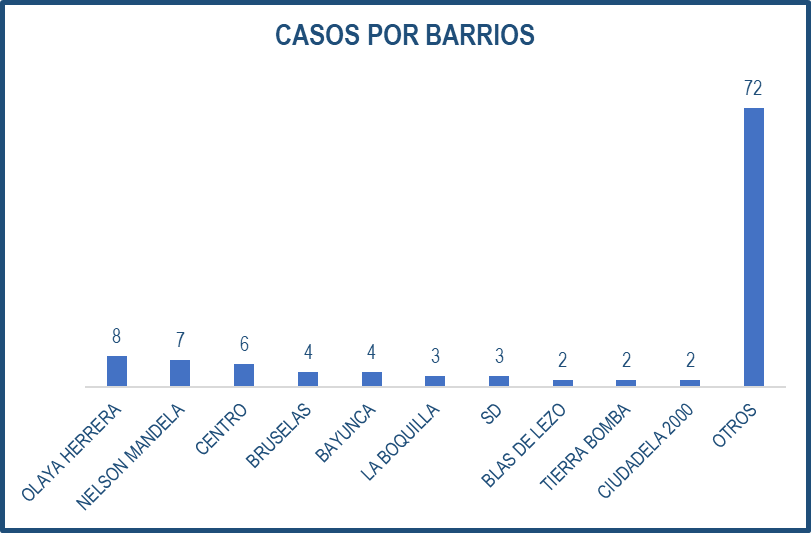 CASOS POR BARRIOS
72
8
7
6
4
4
3
3
2
2
2
OLAYA HERRERA
NELSON MANDELA
CENTRO
BRUSELAS
BAYUNCA
LA BOQUILLA
SD
BLAS DE LEZO
TIERRA BOMBA
CIUDADELA 2000
OTROS